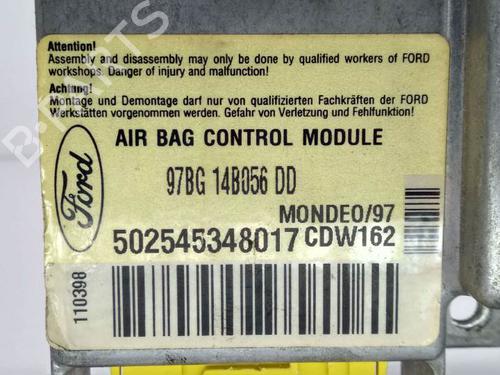 Attention!
Assembly and disassembly may only be done by qualified workers of FORD
workshops. Danger of injury and malfunction!
Achtung!
Montage und Demontage darf nur von qualifizierten Fachkräften der FORD
Werkstätten vorgenommen werden. Gefahr von Verletzung und Fehlfunktion!
Ford
AIR BAG CONTROL MODULE
97BG 14B056 DD
MONDEO/97
502545348017 CDW162
110398
B-PARTS